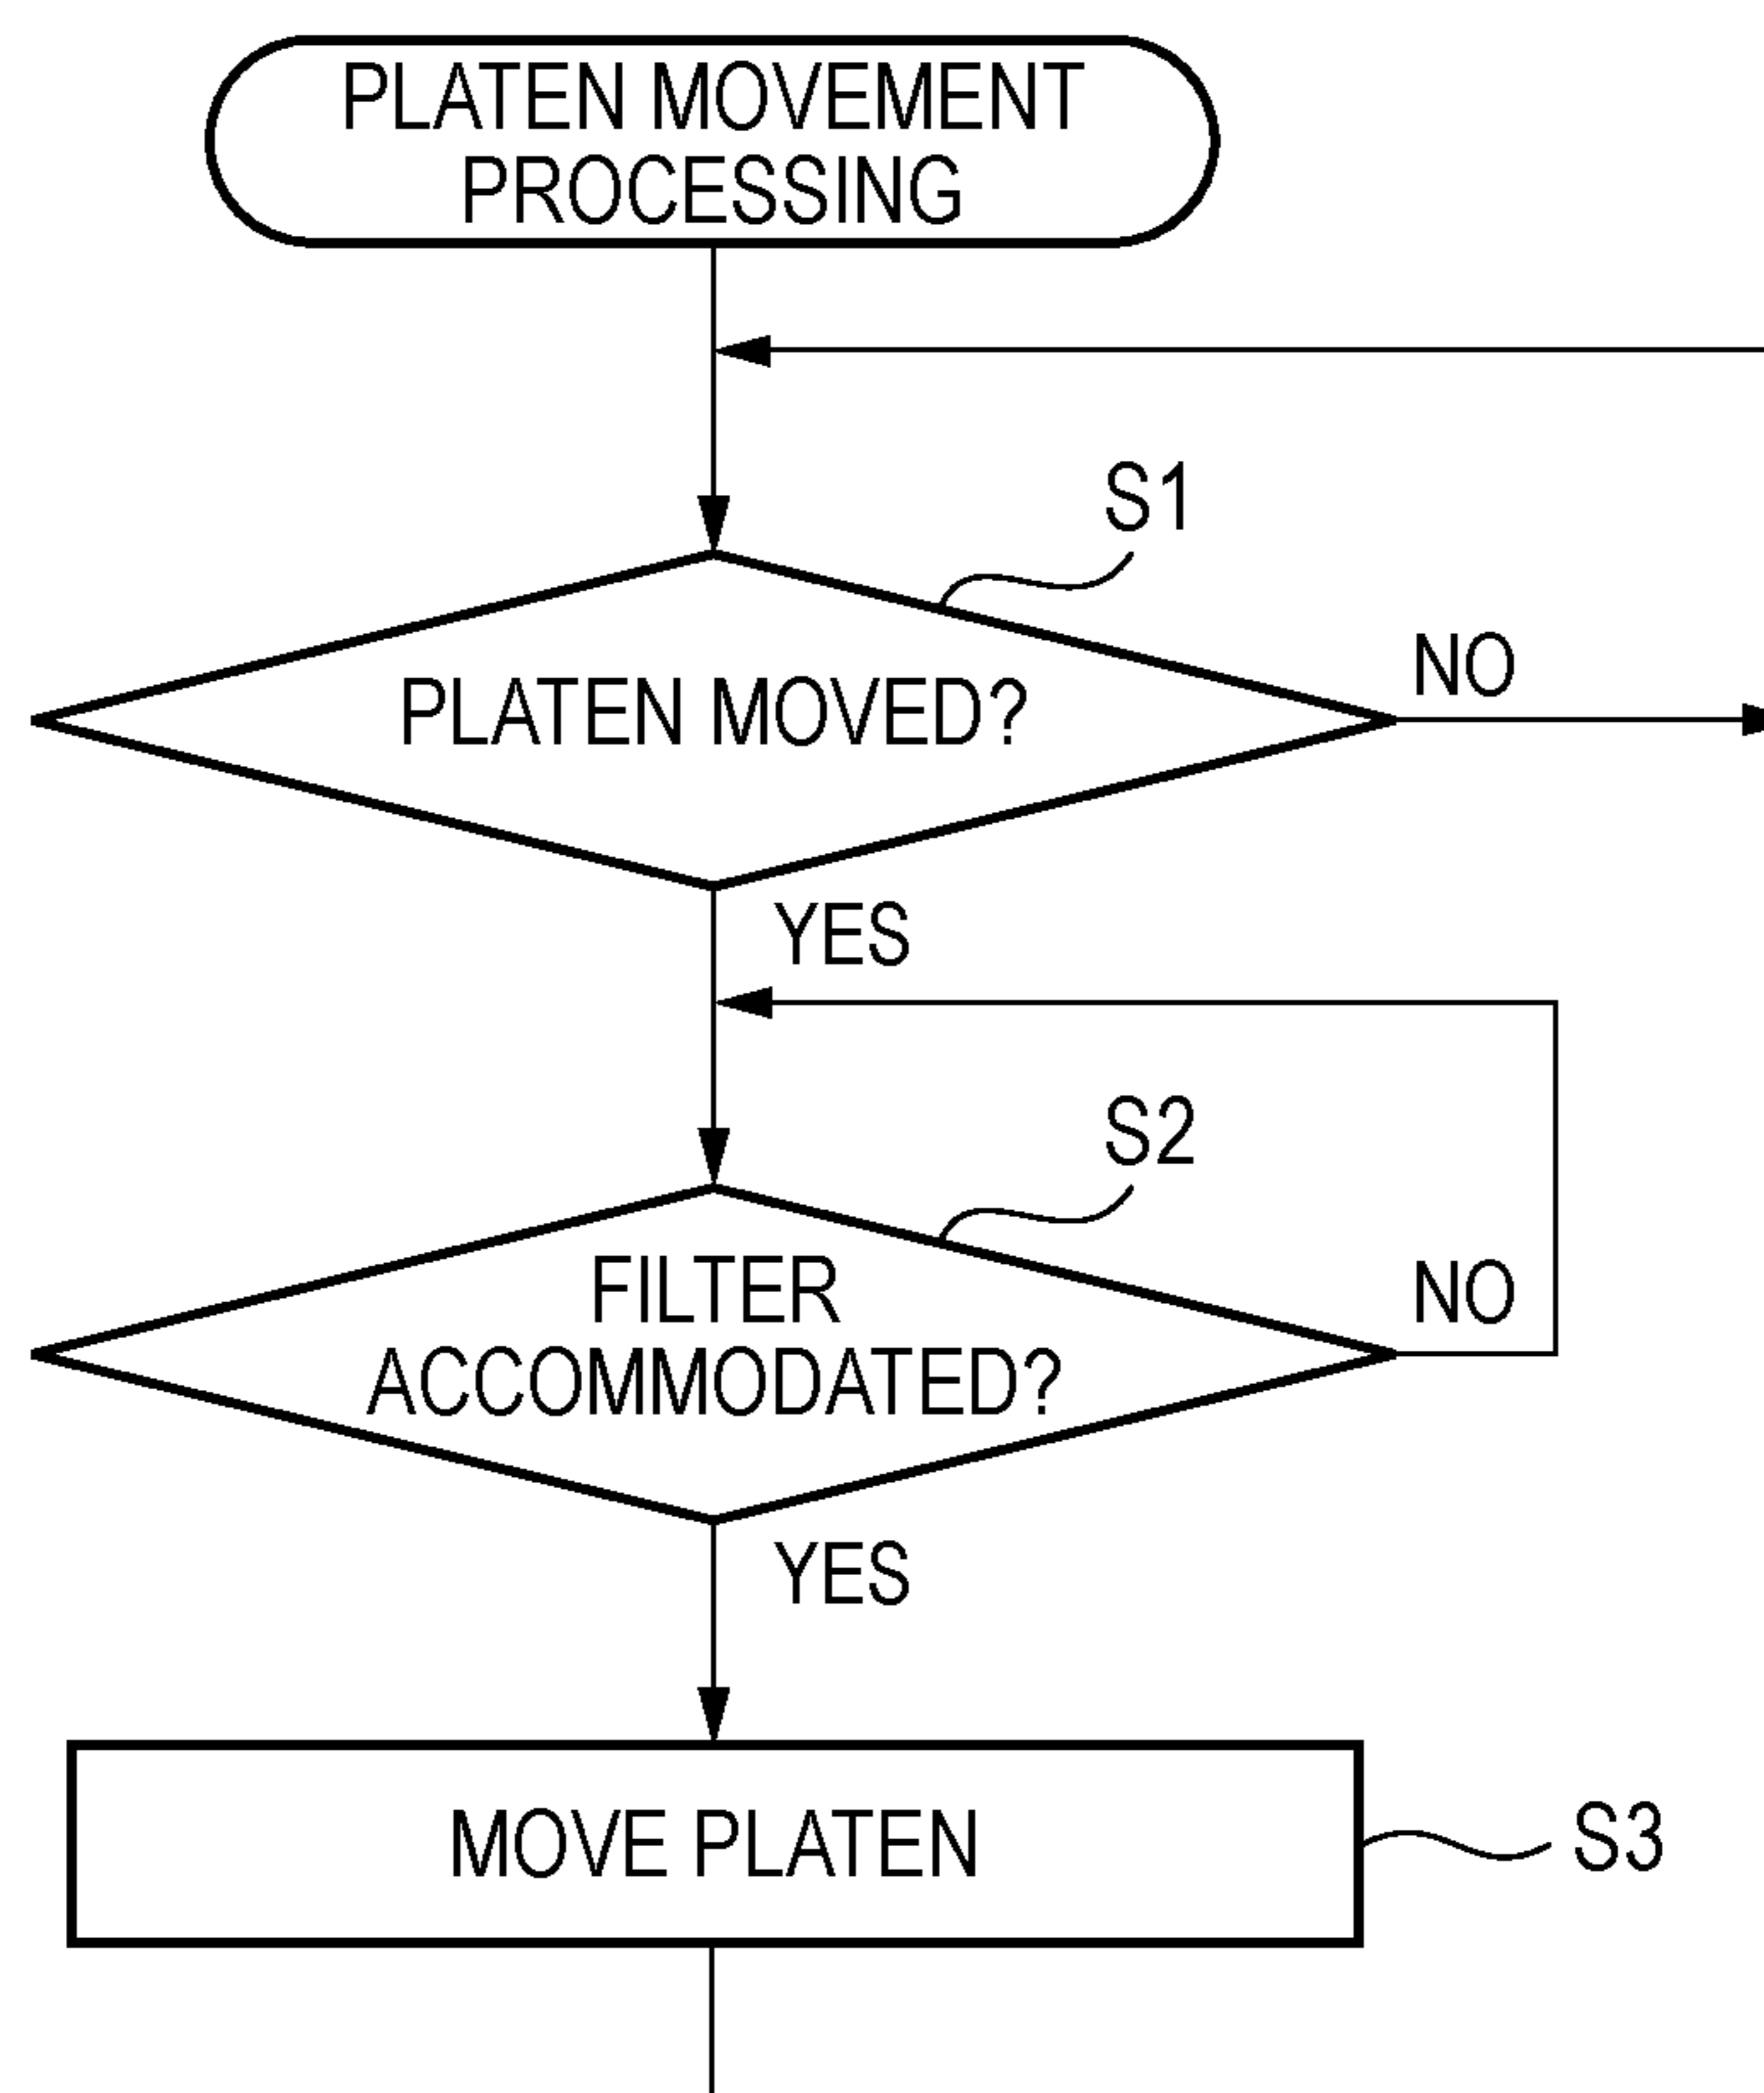 PLATEN MOVEMENT
PROCESSING
S1
PLATEN MOVED?
NO
YES
S2
FILTER
ACCOMMODATED?
NO
YES
MOVE PLATEN
S3